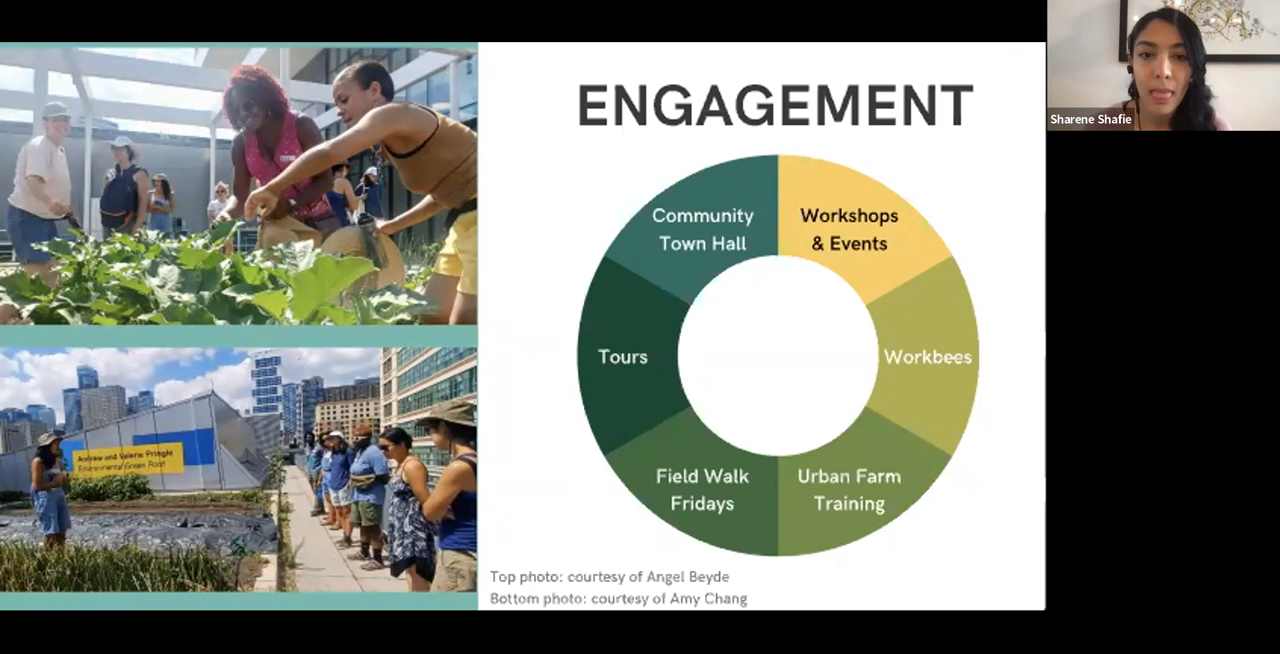 ENGAGEMENT
Community
Town Hall
Workshops
& Events
Tours
Workbees
Field Walk
Fridays
Urban Farm
Training
Andrew and Valerie Pringle
Environmental Green Roof
Top photo: courtesy of Angel Beyde
Bottom photo: courtesy of Amy Chang
Sharene Shafie